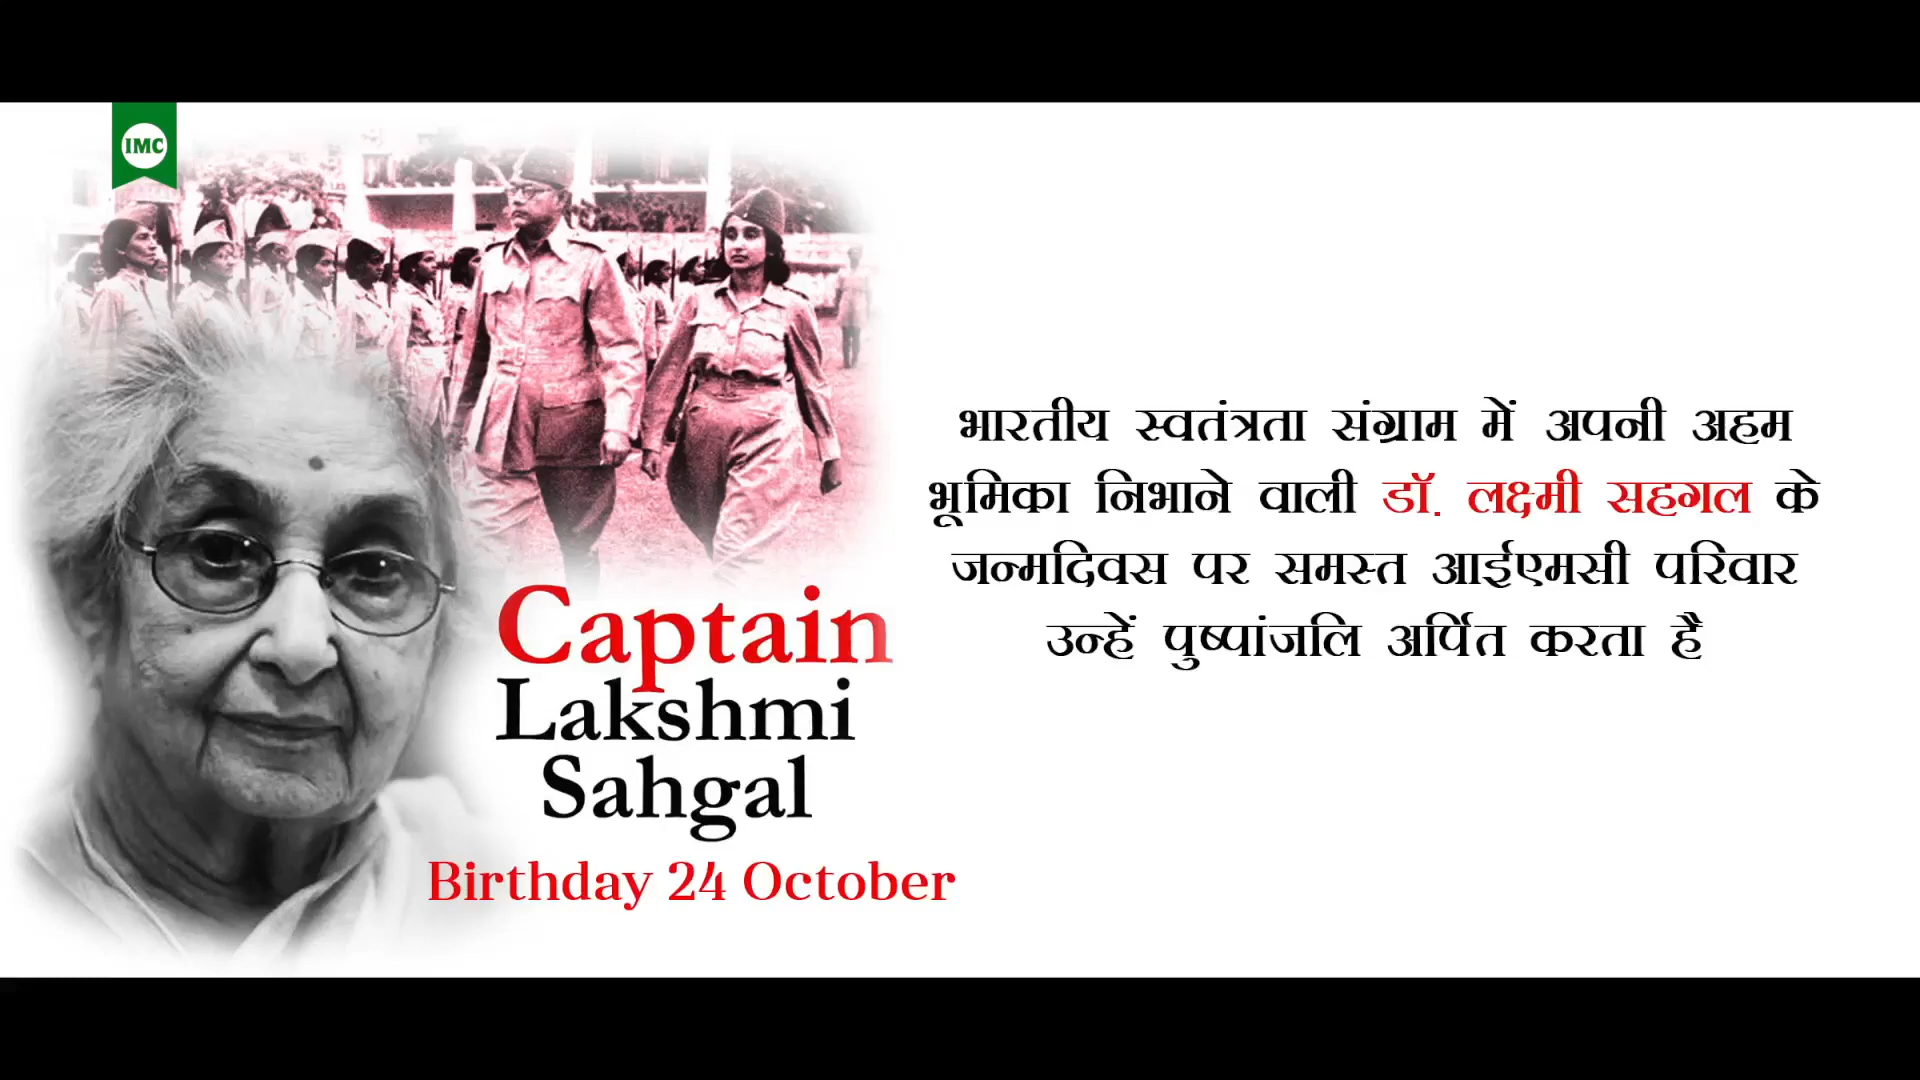 IMC
Captain
Lakshmi
Sahgal
Birthday 24 October
भारतीय स्वतंत्रता संग्राम में अपनी अहम
भूमिका निभाने वाली डॉ. लक्ष्मी सहगल के
जन्मदिवस पर समस्त आईएमसी परिवार
उन्हें पुष्पांजलि अर्पित करता है